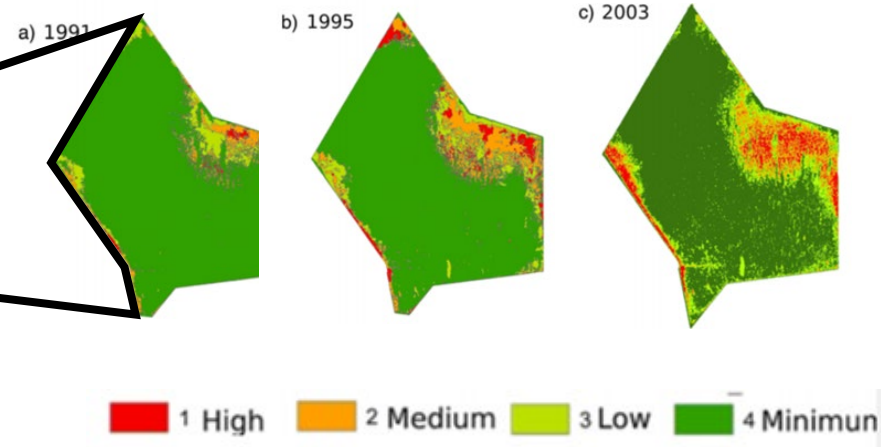 a) 1991
b) 1995
c) 2003
1 High
2 Medium
3 Low
4 Minimun